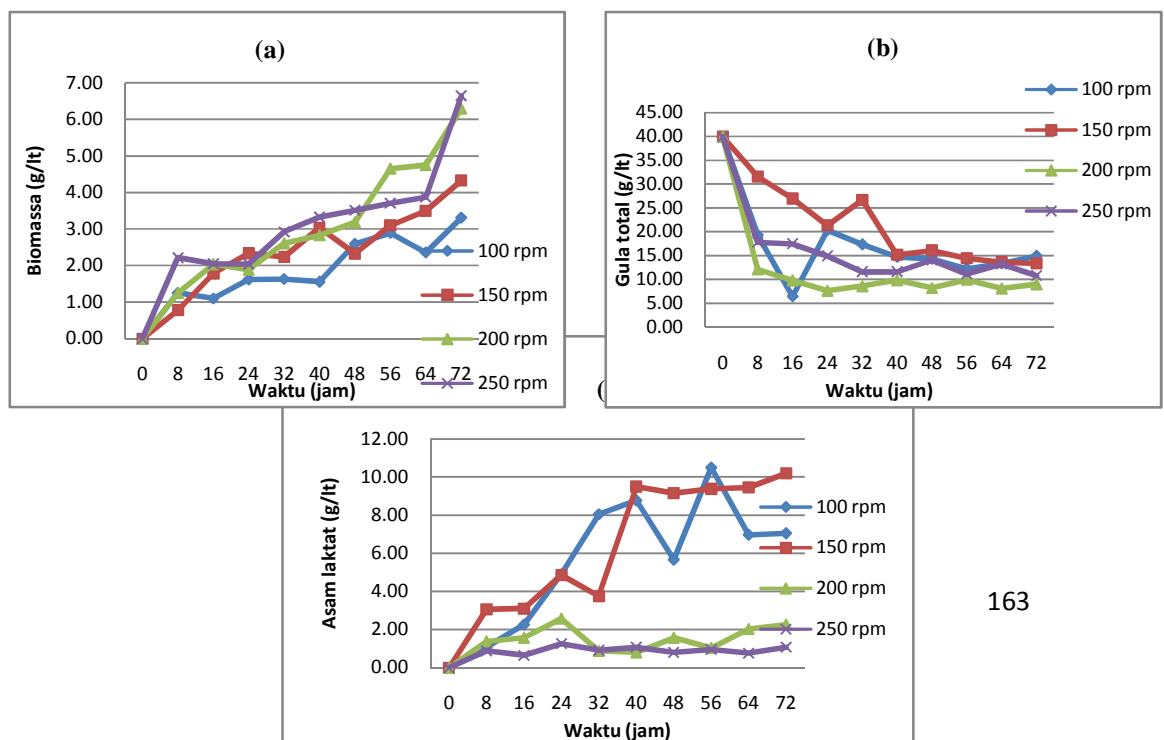 (a)
Biomassa (g/lt)
7.00
6.00
5.00
4.00
3.00
2.00
1.00
0.00
0 8 16 24 32 40 48 56 64 72
Waktu (jam)
100 rpm
150 rpm
200 rpm
250 rpm
(b)
Gula total (g/lt)
45.00
40.00
35.00
30.00
25.00
20.00
15.00
10.00
5.00
0.00
0 8 16 24 32 40 48 56 64 72
Waktu (jam)
100 rpm
150 rpm
200 rpm
250 rpm
(
Asam laktat (g/lt)
12.00
10.00
8.00
6.00
4.00
2.00
0.00
0 8 16 24 32 40 48 56 64 72
Waktu (jam)
100 rpm
150 rpm
200 rpm
250 rpm
163